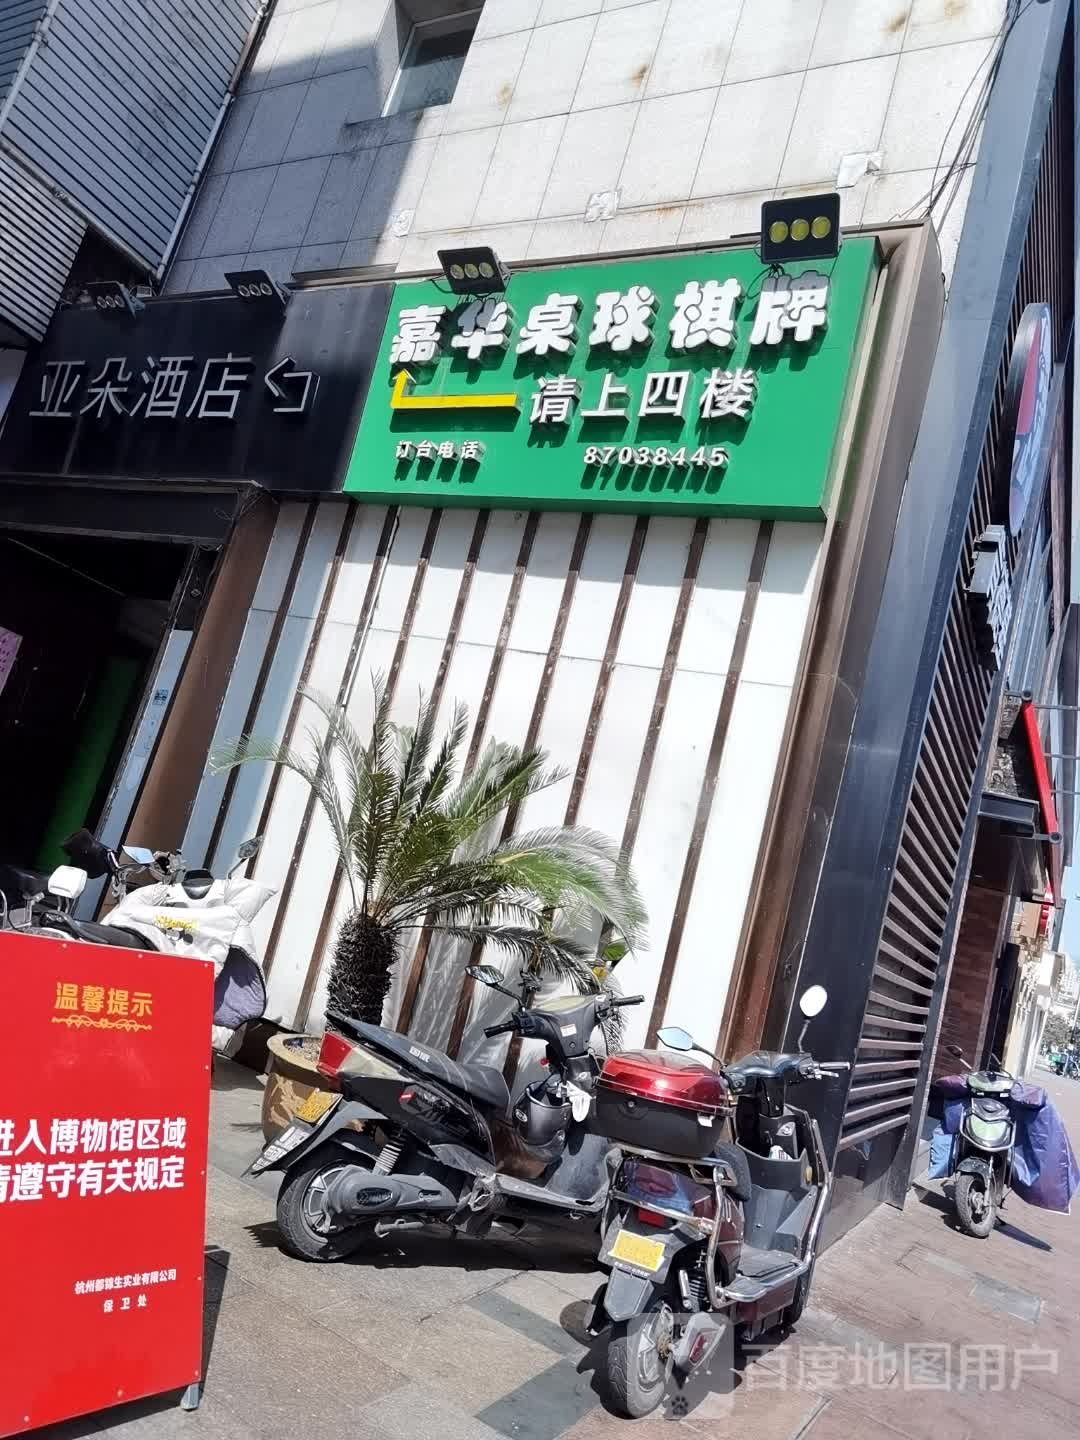 嘉华桌球棋牌
请上四楼
订台电话 87038445
亚朵酒店
温馨提示
进入博物馆区域
请遵守有关规定
杭州都锦生实业有限公司
保卫处
百度地图用户